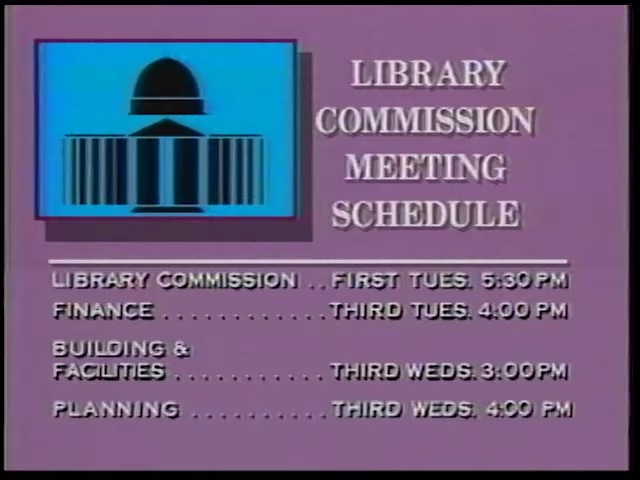 LIBRARY
COMMISSION
MEETING
SCHEDULE
LIBRARY COMMISSION . . FIRST TUES. 5:30 PM
FINANCE . . . . . . . . . . . . THIRD TUES. 4:00 PM
BUILDING &
FACILITIES . . . . . . . . . . . THIRD WEDS. 3:00 PM
PLANNING . . . . . . . . . . THIRD WEDS. 4:00 PM